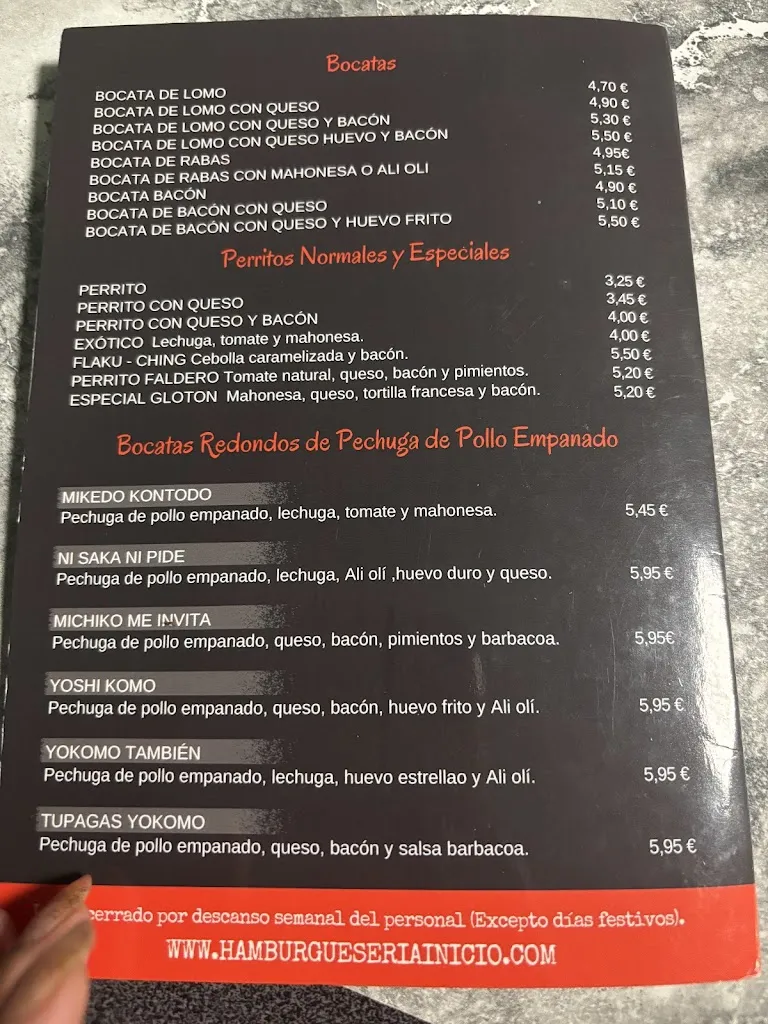 Bocatas
BOCATA DE LOMO 4,70 €
BOCATA DE LOMO CON QUESO 4,90 €
BOCATA DE LOMO CON QUESO Y BACÓN 5,30 €
BOCATA DE LOMO CON QUESO HUEVO Y BACÓN 5,50 €
BOCATA DE RABAS 4,95€
BOCATA DE RABAS CON MAHONESA O ALI OLI 5,15 €
BOCATA BACÓN 4,90 €
BOCATA DE BACÓN CON QUESO 5,10 €
BOCATA DE BACÓN CON QUESO Y HUEVO FRITO 5,50 €
Perritos Normales y Especiales
PERRITO 3,25 €
PERRITO CON QUESO 3,45 €
PERRITO CON QUESO Y BACÓN 4,00 €
EXÓTICO Lechuga, tomate y mahonesa. 4,00 €
FLAKU - CHING Cebolla caramelizada y bacón. 5,50 €
PERRITO FALDERO Tomate natural, queso, bacón y pimientos. 5,20 €
ESPECIAL GLOTON Mahonesa, queso, tortilla francesa y bacón. 5,20 €
Bocatas Redondos de Pechuga de Pollo Empanado
MIKEDO KONTODO
Pechuga de pollo empanado, lechuga, tomate y mahonesa. 5,45 €
NI SAKA NI PIDE
Pechuga de pollo empanado, lechuga, Ali olí ,huevo duro y queso. 5,95 €
MICHIKO ME INVITA
Pechuga de pollo empanado, queso, bacón, pimientos y barbacoa. 5,95€
YOSHI KOMO
Pechuga de pollo empanado, queso, bacón, huevo frito y Ali olí. 5,95 €
YOKOMO TAMBIÉN
Pechuga de pollo empanado, lechuga, huevo estrellao y Ali olí. 5,95 €
TUPAGAS YOKOMO
Pechuga de pollo empanado, queso, bacón y salsa barbacoa. 5,95 €
cerrado por descanso semanal del personal (Excepto días festivos).
WWW.HAMBURGUESERIAINICIO.COM